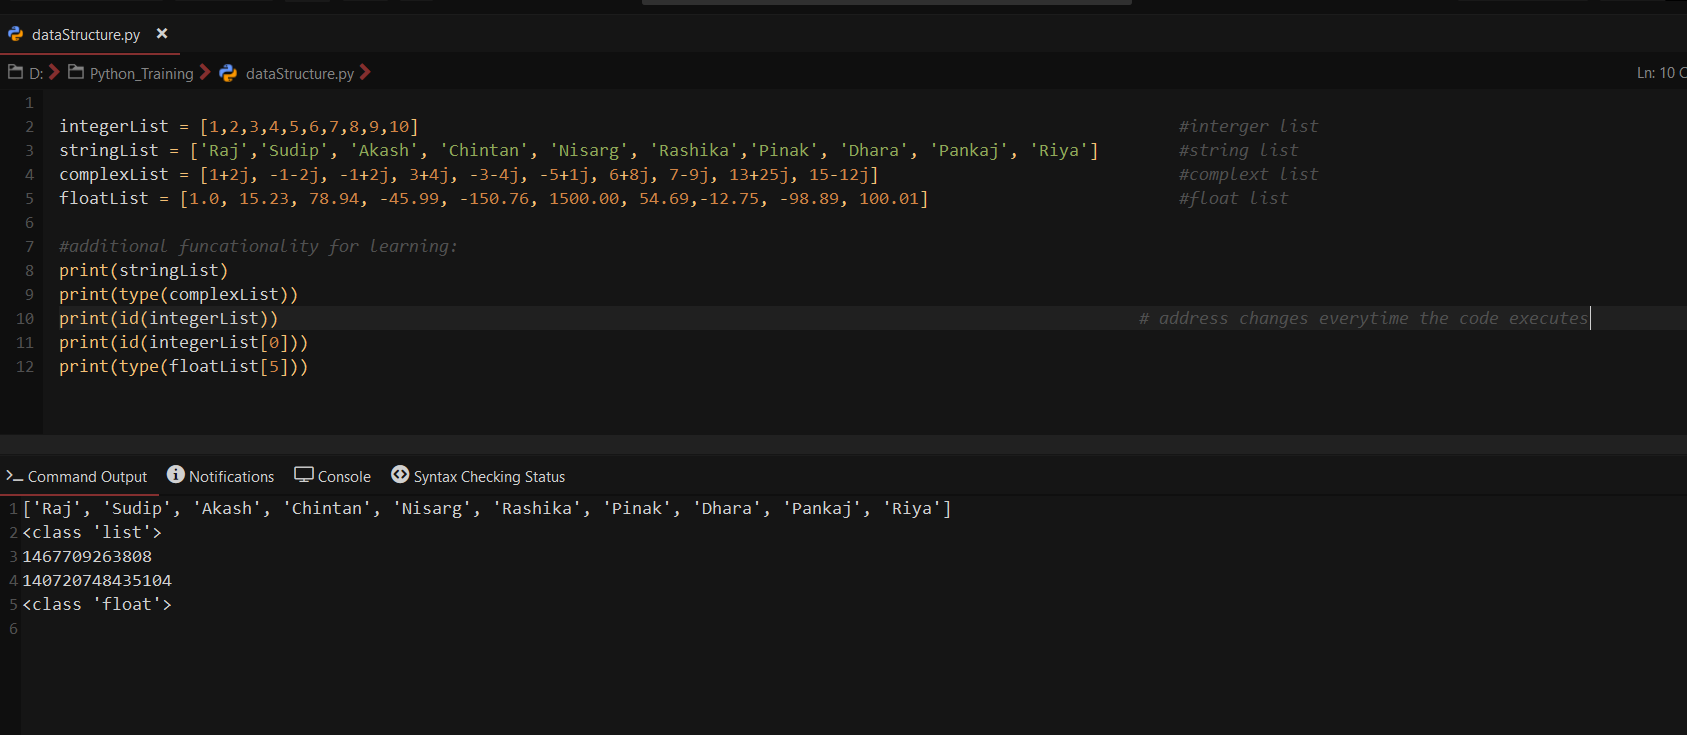 dataStructure.py ×
D: Python_Training dataStructure.py
Ln: 10 C
1
2 integerList = [1,2,3,4,5,6,7,8,9,10] #interger list
3 stringList = ['Raj','Sudip', 'Akash', 'Chintan', 'Nisarg', 'Rashika','Pinak', 'Dhara', 'Pankaj', 'Riya'] #string list
4 complexList = [1+2j, -1-2j, -1+2j, 3+4j, -3-4j, -5+1j, 6+8j, 7-9j, 13+25j, 15-12j] #complext list
5 floatList = [1.0, 15.23, 78.94, -45.99, -150.76, 1500.00, 54.69,-12.75, -98.89, 100.01] #float list
6
7 #additional funcationality for learning:
8 print(stringList)
9 print(type(complexList))
10 print(id(integerList)) # address changes everytime the code executes
11 print(id(integerList[0]))
12 print(type(floatList[5]))
Command Output Notifications Console Syntax Checking Status
1 ['Raj', 'Sudip', 'Akash', 'Chintan', 'Nisarg', 'Rashika', 'Pinak', 'Dhara', 'Pankaj', 'Riya']
2 <class 'list'>
3 1467709263808
4 140720748435104
5 <class 'float'>
6